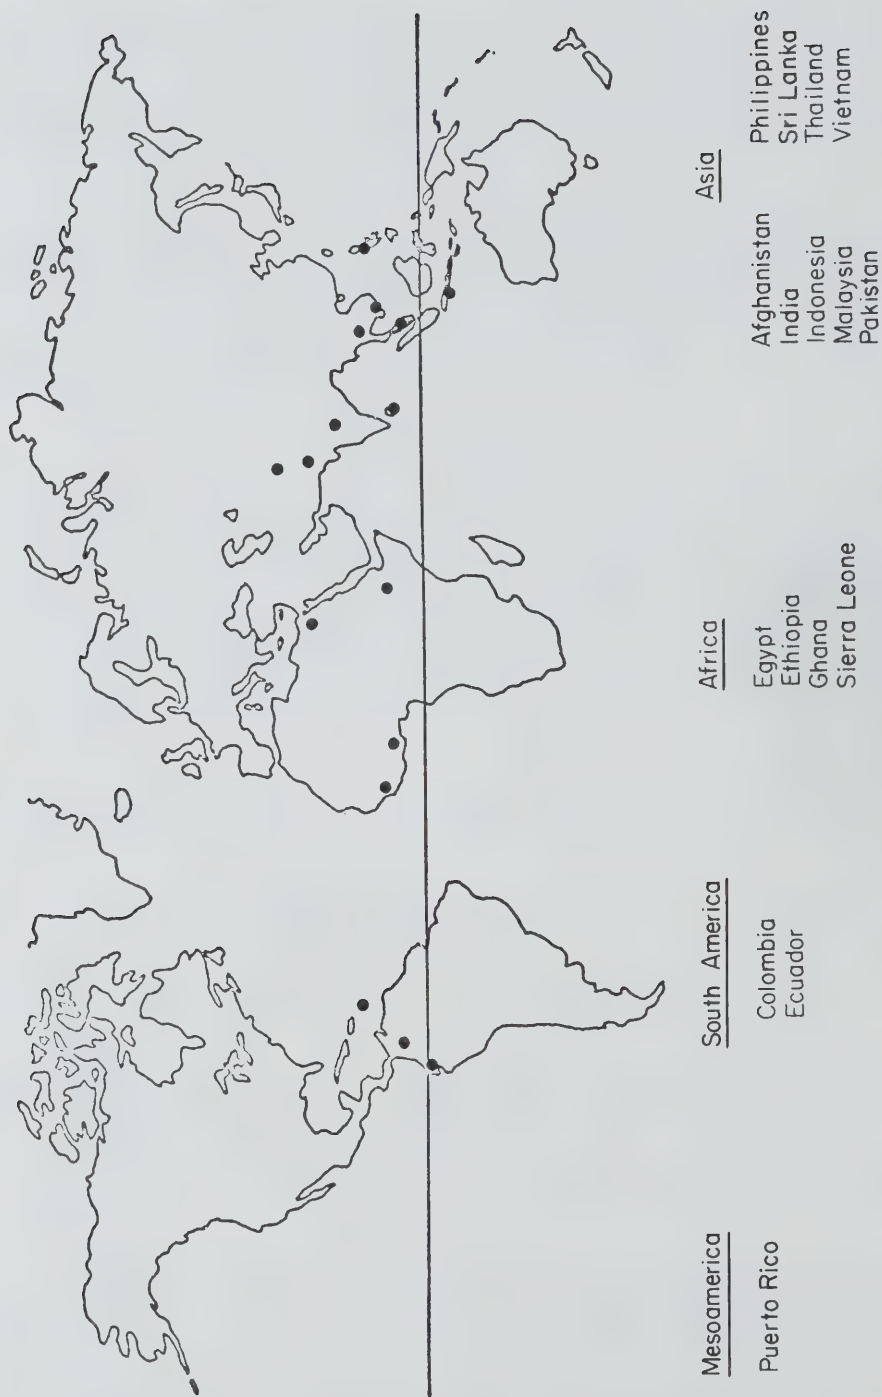 Mesoamerica
Puerto Rico
South America
Colombia
Ecuador
Africa
Egypt
Ethiopia
Ghana
Sierra Leone
Asia
Afghanistan
India
Indonesia
Malaysia
Pakistan
Philippines
Sri Lanka
Thailand
Vietnam